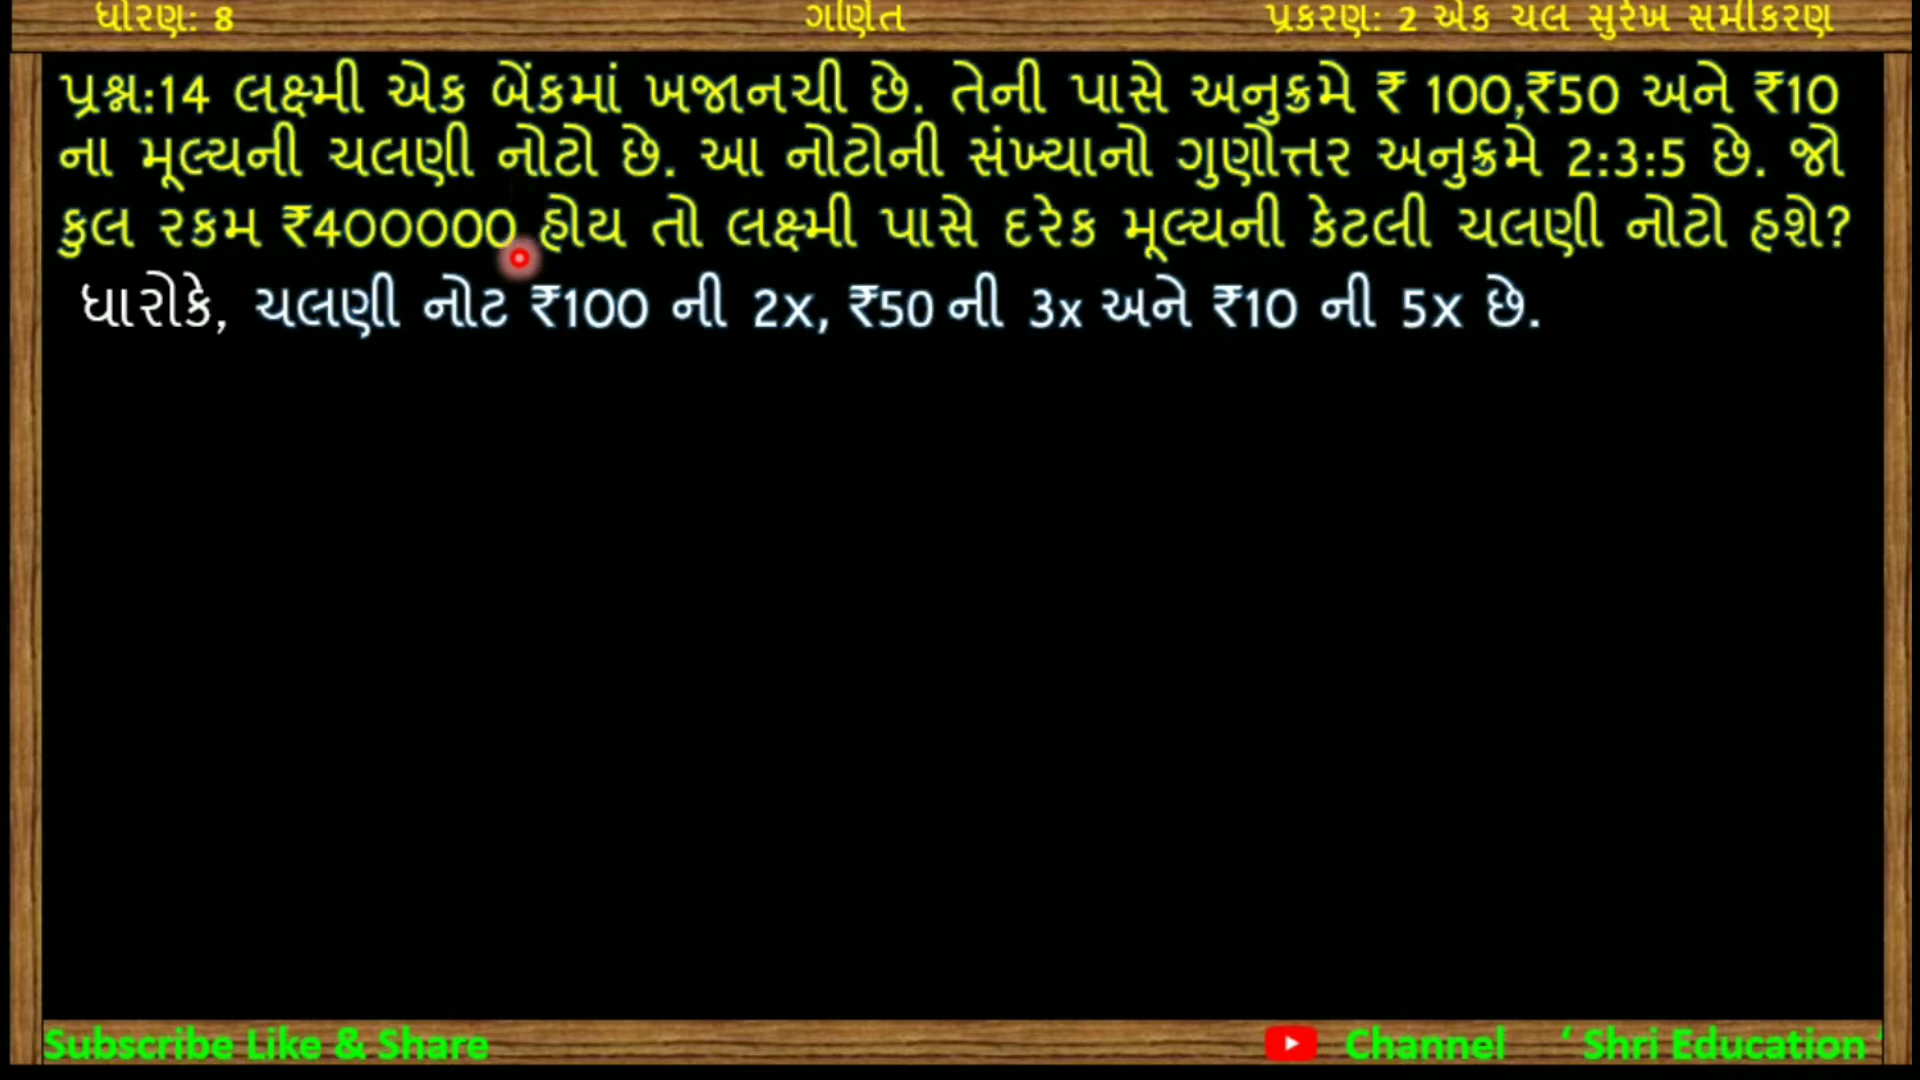 ધોરણ: 8 ગણિત પ્રકરણ: 2 એક ચલ સુરેખ સમીકરણ
પ્રશ્ન:14 લક્ષ્મી એક બેંકમાં ખજાનચી છે. તેની પાસે અનુક્રમે ₹ 100,₹50 અને ₹10
ના મૂલ્યની ચલણી નોટો છે. આ નોટોની સંખ્યાનો ગુણોત્તર અનુક્રમે 2:3:5 છે. જો
કુલ રકમ ₹400000 હોય તો લક્ષ્મી પાસે દરેક મૂલ્યની કેટલી ચલણી નોટો હશે?
ધારોકે, ચલણી નોટ ₹100 ની 2x, ₹50 ની 3x અને ₹10 ની 5x છે.
Subscribe Like & Share Channel ‘ Shri Education ’